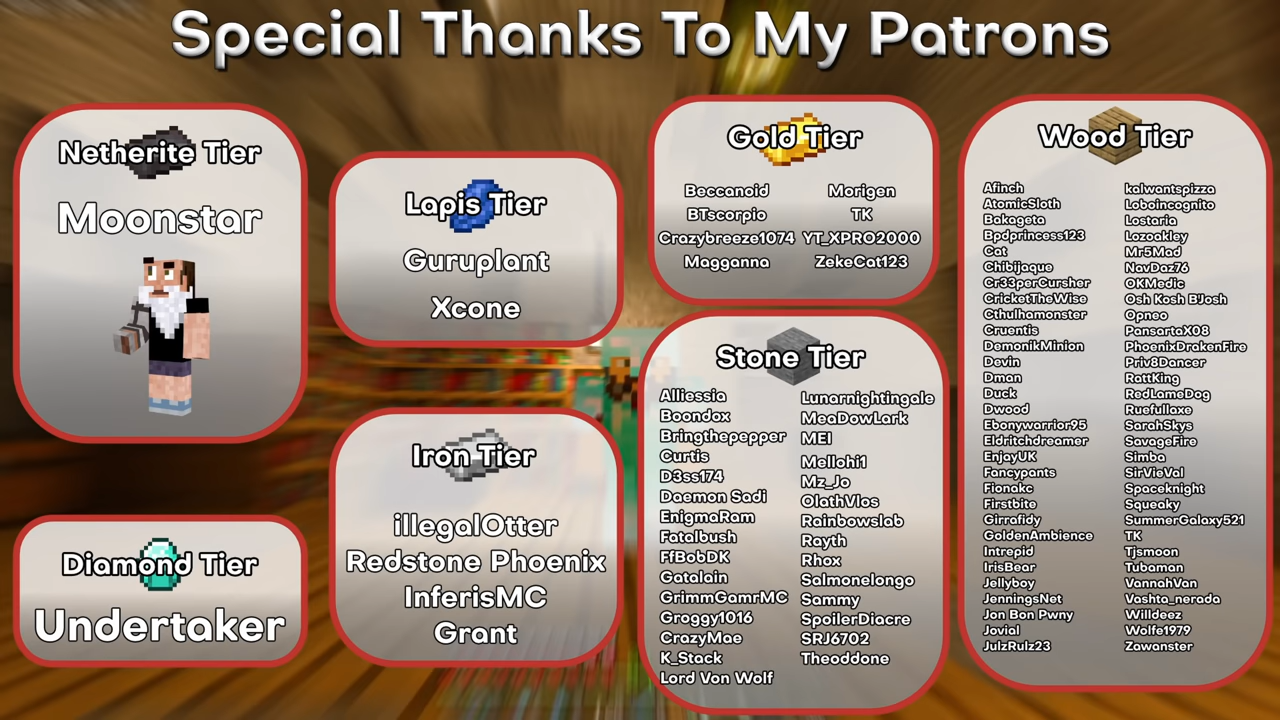 Special Thanks To My Patrons
Netherite Tier
Moonstar
Diamond Tier
Undertaker
Lapis Tier
Guruplant
Xcone
Iron Tier
illegalOtter
Redstone Phoenix
InferisMC
Grant
Gold Tier
Beccanoid
BTscorpio
Crazybreeze1074
Magganna
Morigen
TK
YT_XPRO2000
ZekeCat123
Stone Tier
Alliessia
Boondox
Bringthepepper
Curtis
D3ss174
Daemon Sadi
EnigmaRam
Fatalbush
FfBobDK
Gatalain
GrimmGamrMC
Groggy1016
CrazyMae
K_Stack
Lord Von Wolf
Lunarnightingale
MeaDowLark
MEI
Mellohi1
Mz_Jo
OlathVlos
Rainbowslab
Rayth
Rhox
Salmonelongo
Sammy
SpoilerDiacre
SRJ6702
Theoddone
Wood Tier
Afinch
AtomicSloth
Bakageta
Bpdprincess123
Cat
Chibijaque
Cr33perCursher
CricketTheWise
Cthulhamonster
Cruentis
DemonikMinion
Devin
Dman
Duck
Dwood
Ebonywarrior95
Eldritchdreamer
EnjayUK
Fancypants
Fionakc
Firstbite
Girrafidy
GoldenAmbience
Intrepid
IrisBear
Jellyboy
JenningsNet
Jon Bon Pwny
Jovial
JulzRulz23
kalwantspizza
Loboincognito
Lostaria
Lozoakley
Mr5Mad
NavDaz76
OKMedic
Osh Kosh B'Josh
Opneo
PansartaX08
PhoenixDrakenFire
Priv8Dancer
RattKing
RedLameDog
Ruefullaxe
SarahSkys
SavageFire
Simba
SirVieVal
Spaceknight
Squeaky
SummerGalaxy521
TK
Tjsmoon
Tubaman
VannahVan
Vashta_nerada
Willdeez
Wolfe1979
Zawanster